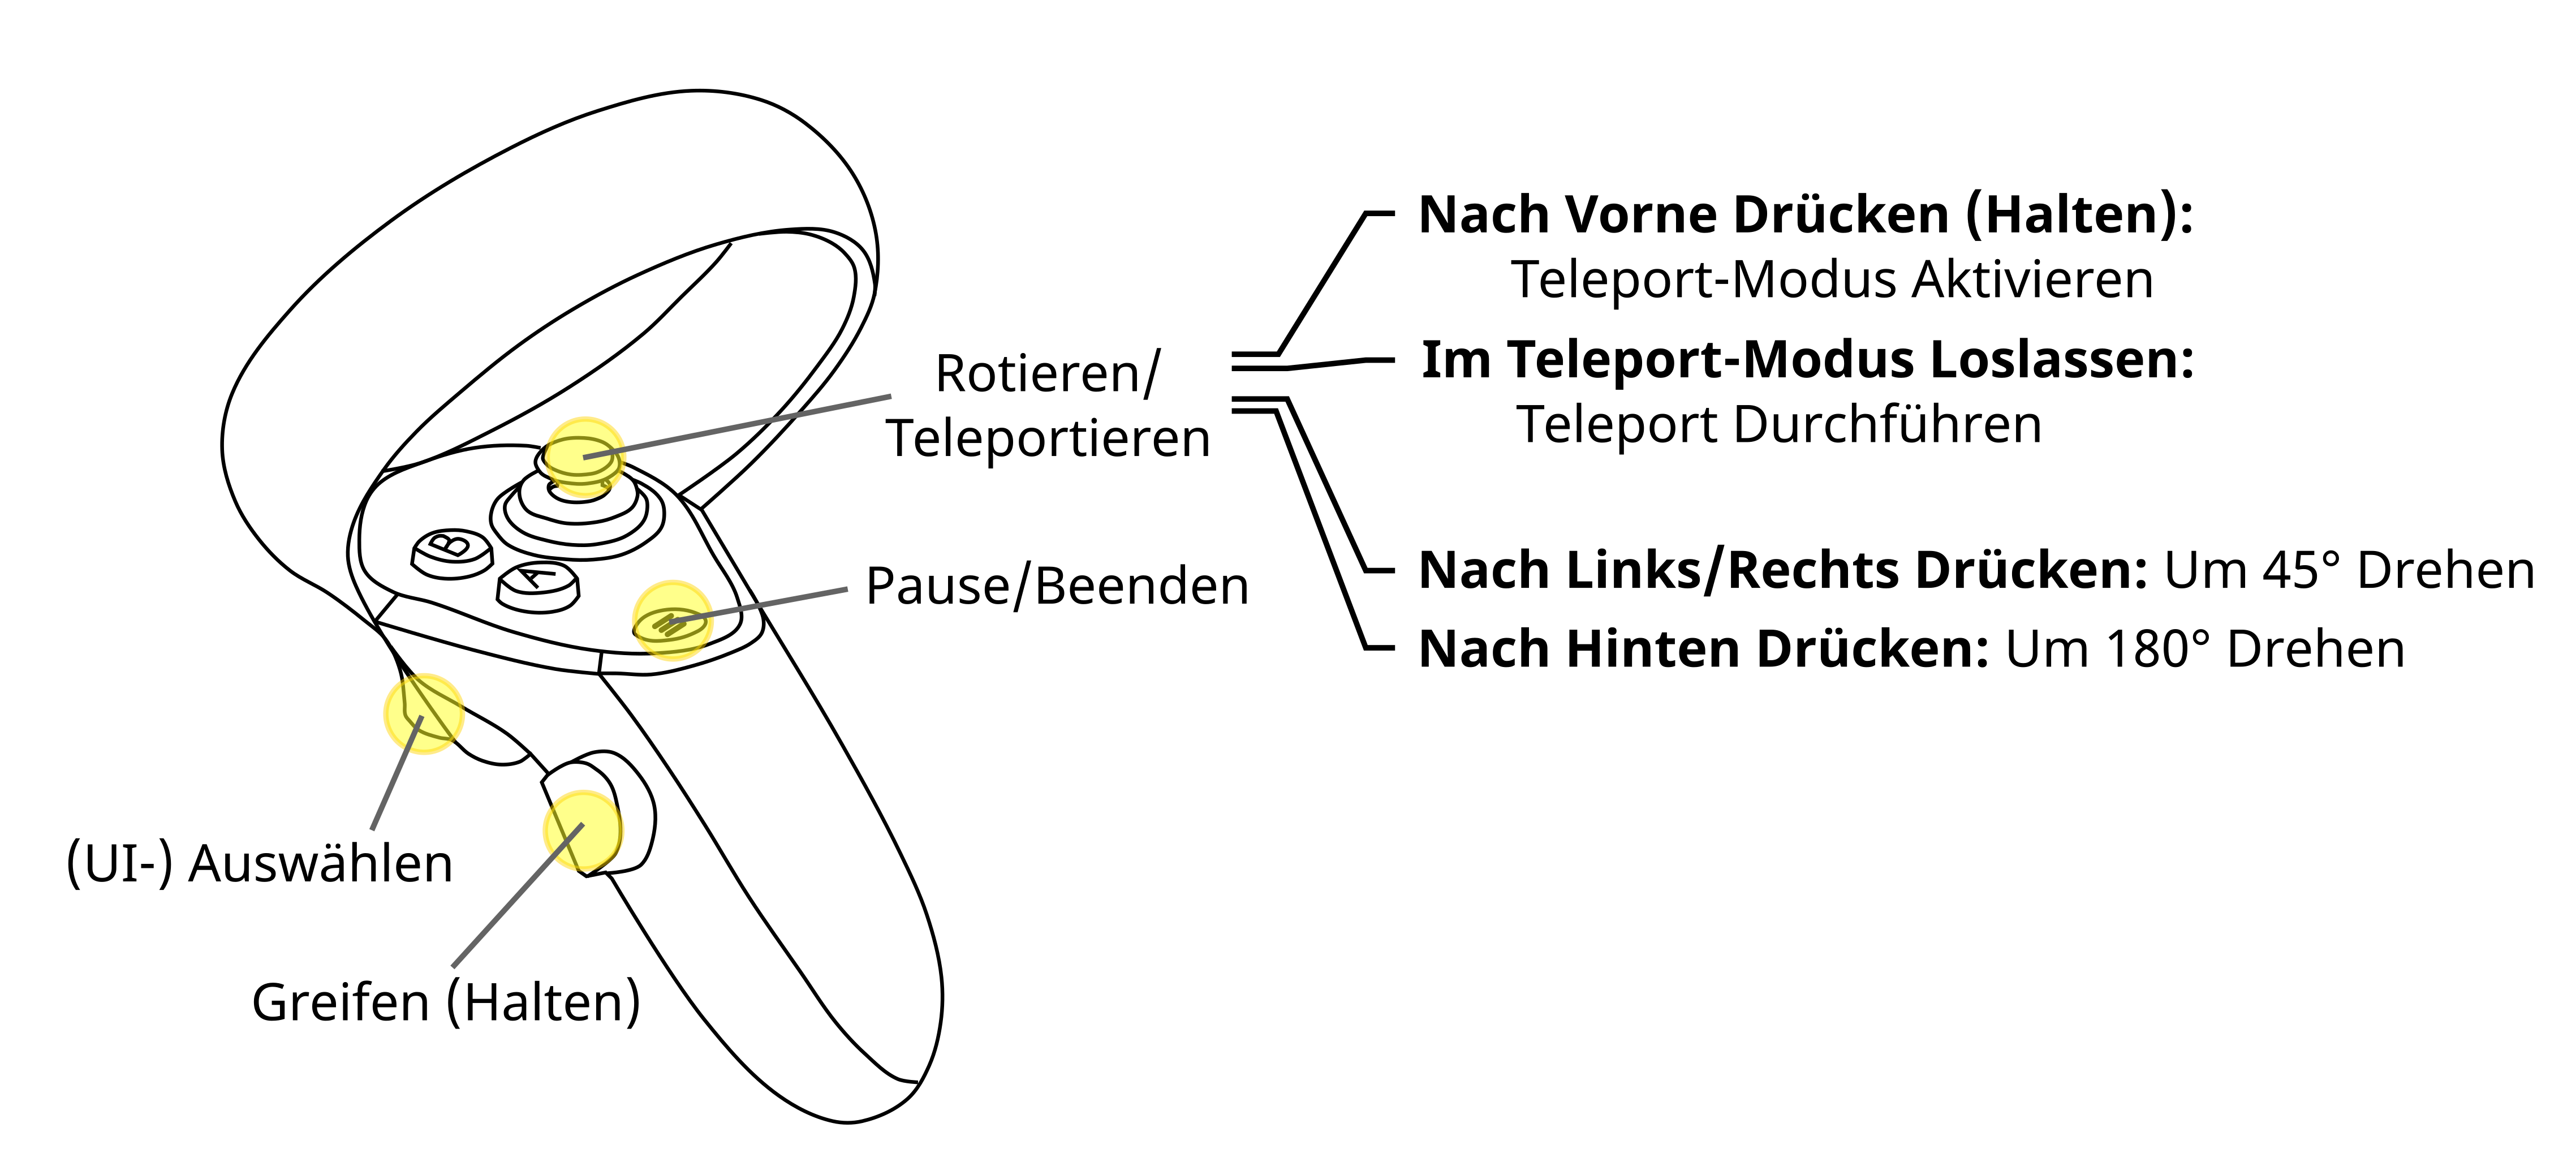 Nach Vorne Drücken (Halten):
Teleport-Modus Aktivieren
Im Teleport-Modus Loslassen:
Teleport Durchführen
Rotieren/
Teleportieren
Nach Links/Rechts Drücken: Um 45° Drehen
Nach Hinten Drücken: Um 180° Drehen
B
A
Pause/Beenden
(UI-) Auswählen
Greifen (Halten)